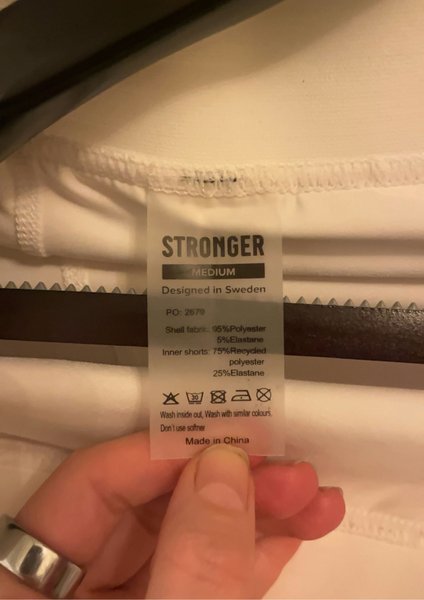 STRONGER
MEDIUM
Designed in Sweden
PO: 2679
Shell fabric: 95%Polyester
5%Elastane
Inner shorts: 75%Recycled
polyester
25%Elastane
30
Wash inside out, Wash with similar colours.
Don't use softner
Made in China